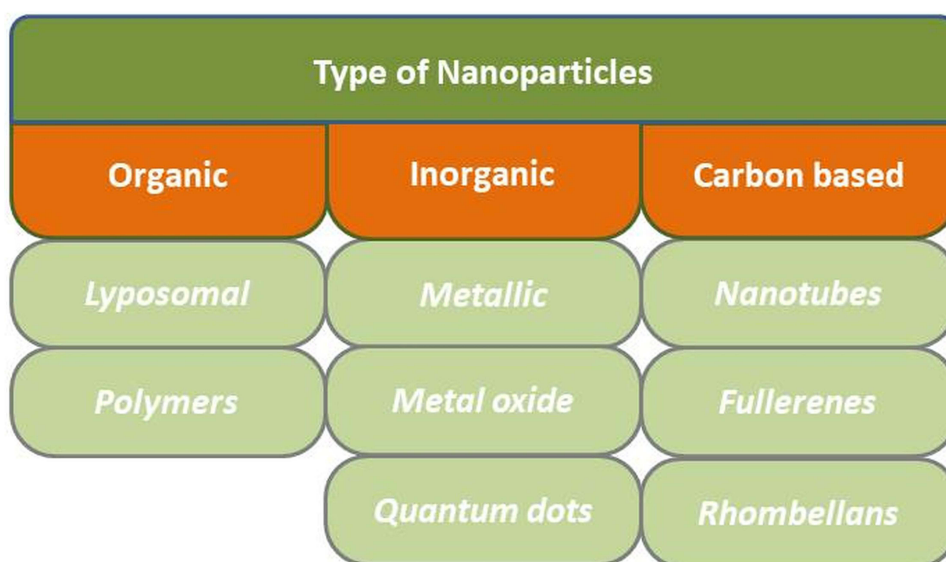 Type of Nanoparticles
Organic
Inorganic
Carbon based
Lyposomal
Metallic
Nanotubes
Polymers
Metal oxide
Fullerenes
Quantum dots
Rhombellans